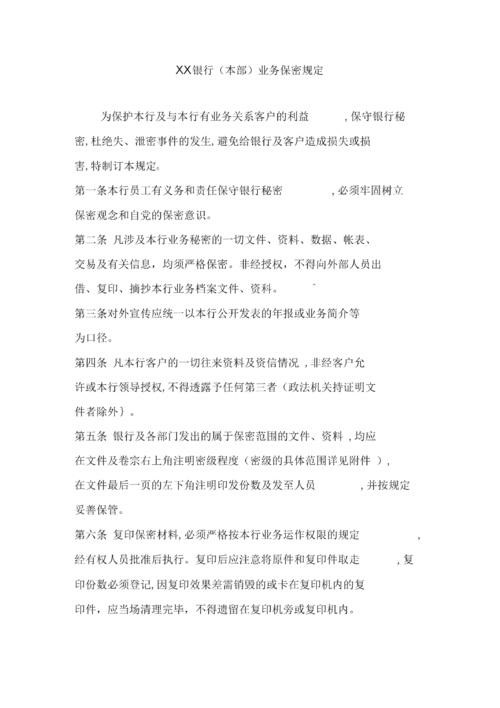 XX银行（本部）业务保密规定
为保护本行及与本行有业务关系客户的利益,保守银行秘
密,杜绝失、泄密事件的发生,避免给银行及客户造成损失或损
害,特制订本规定。
第一条本行员工有义务和责任保守银行秘密,必须牢固树立
保密观念和自党的保密意识。
第二条 凡涉及本行业务秘密的一切文件、资料、数据、帐表、
交易及有关信息，均须严格保密。非经授权，不得向外部人员出
借、复印、摘抄本行业务档案文件、资科。 ^
第三条对外宣传应统一以本行公开发表的年报或业务简介等
为口径。
第四条 凡本行客户的一切往来资料及资信情况 ,非经客户允
许或本行领导授权,不得透露予任何第三者（政法机关持证明文
件者除外｝。
第五条 银行及各部门发出的属于保密范围的文件、资料 ,均应
在文件及卷宗右上角注明密级程度（密级的具体范围详见附件 ）,
在文件最后一页的左下角注明印发份数及发至人员 ,并按规定
妥善保管。
第六条 复印保密材料,必须严格按本行业务运作权限的规定 ,
经有权人员批准后执行。复印后应注意将原件和复印件取走 ,复
印份数必须登记,因复印效果差需销毁的或卡在复印机内的复
印件，应当场清理完毕，不得遗留在复印机旁或复印机内。